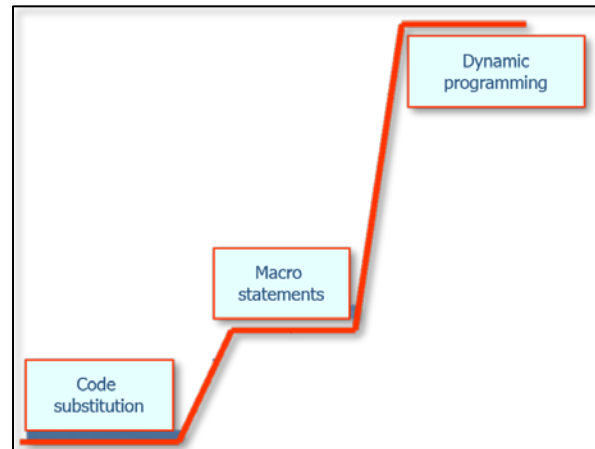 Dynamic
programming
Macro
statements
Code
substitution